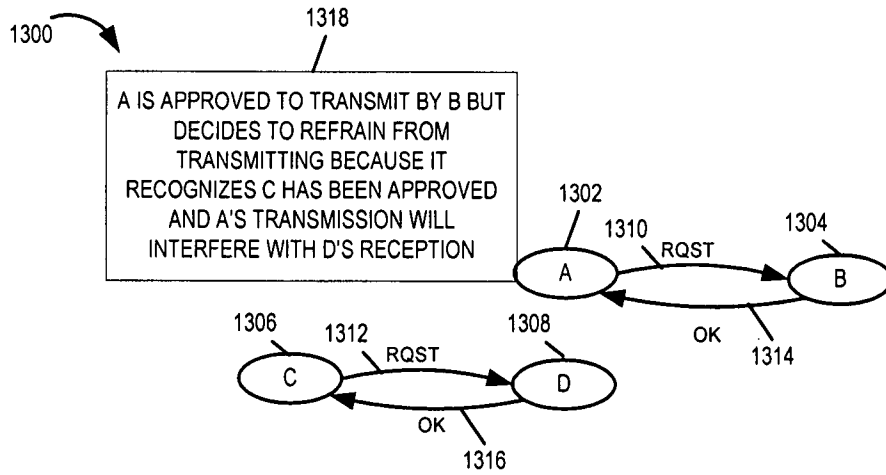 1300
1318
A IS APPROVED TO TRANSMIT BY B BUT
DECIDES TO REFRAIN FROM
TRANSMITTING BECAUSE IT
RECOGNIZES C HAS BEEN APPROVED
AND A'S TRANSMISSION WILL
INTERFERE WITH D'S RECEPTION
1302
1310
1304
RQST
A
B
OK
1314
1306
1312
1308
RQST
C
D
OK
1316